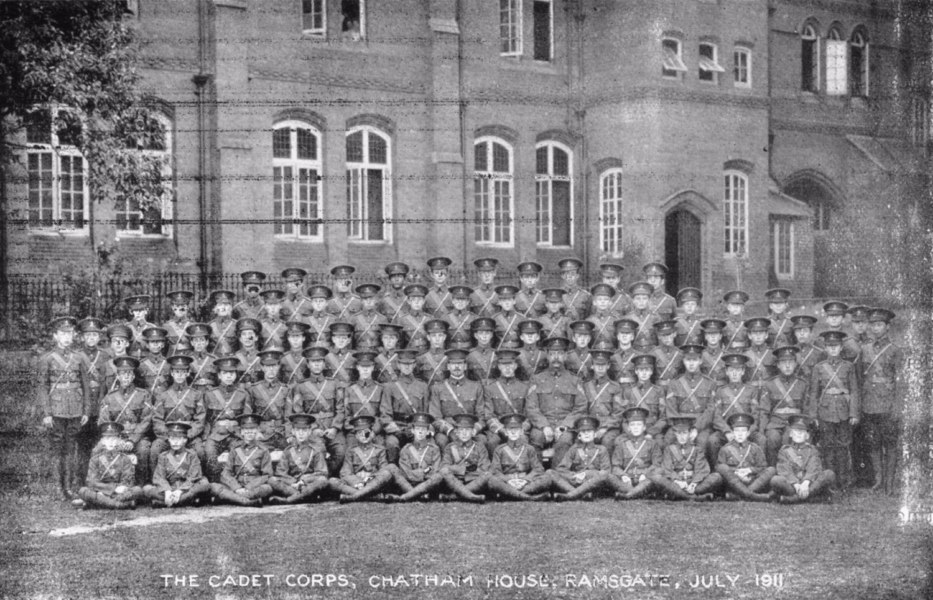 THE CADET CORPS, CHATHAM HOUSE, RAMSGATE, JULY 1911